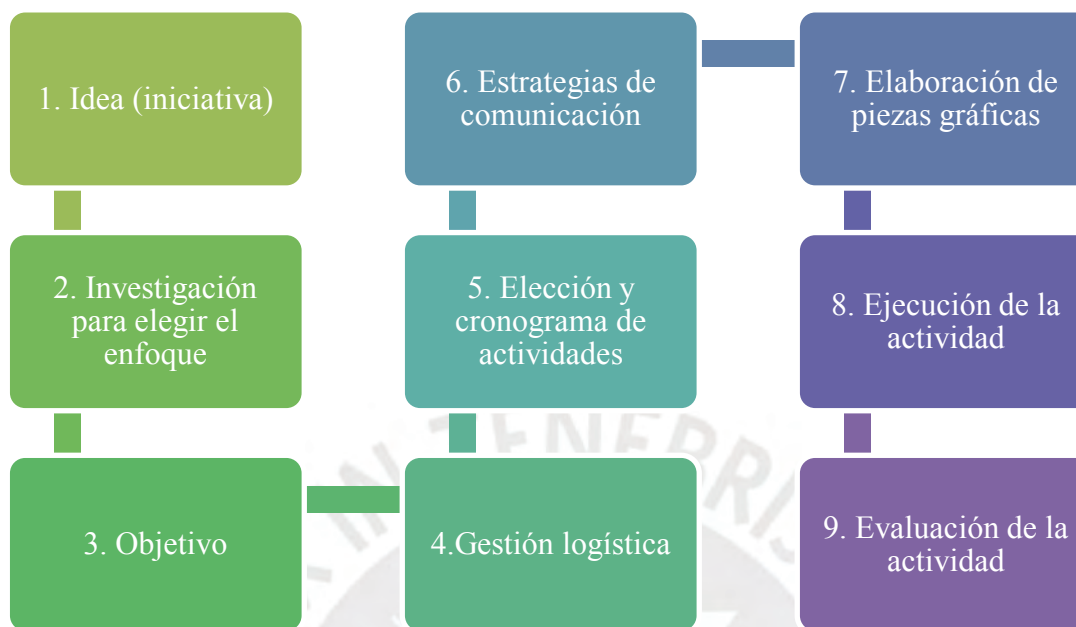 1. Idea (iniciativa)
2. Investigación
para elegir el
enfoque
3. Objetivo
4.Gestión logística
5. Elección y
cronograma de
actividades
6. Estrategias de
comunicación
7. Elaboración de
piezas gráficas
8. Ejecución de la
actividad
9. Evaluación de la
actividad